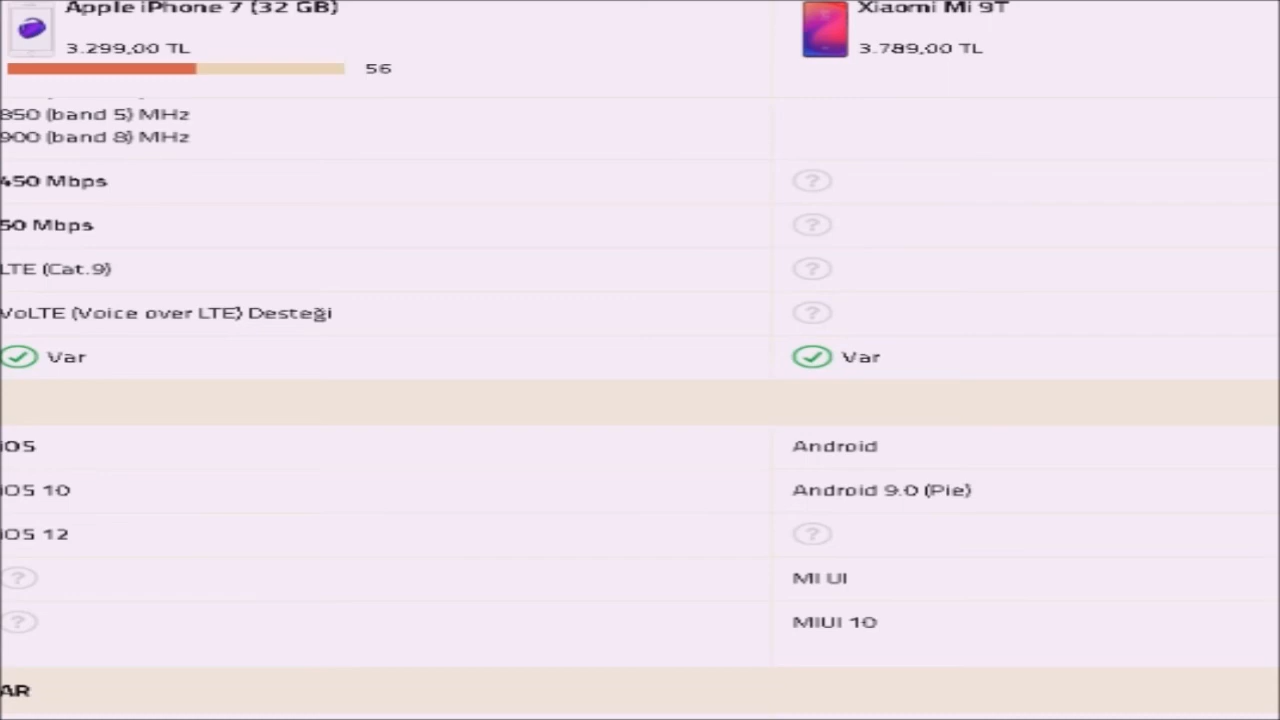 Apple iPhone 7 (32 GB)
3.299,00 TL
56
Xiaomi Mi 9T
3.789,00 TL
850 (band 5) MHz
900 (band 8) MHz
450 Mbps
?
50 Mbps
?
LTE (Cat.9)
?
VoLTE (Voice over LTE) Desteği
?
Var
Var
iOS
Android
iOS 10
Android 9.0 (Pie)
iOS 12
?
?
MI UI
?
MIUI 10
AR